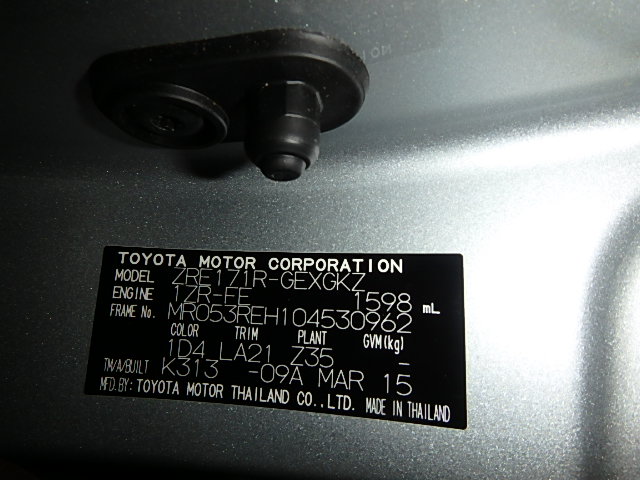 TOYOTA MOTOR CORPORATION
MODEL ZRE171R-GEXGKZ
ENGINE 1ZR-FE 1598 mL
FRAME No. MR053REH104530962
COLOR TRIM PLANT GVM(kg)
1D4 LA21 Z35 -
TM/A/BUILT K313 -09A MAR 15
MFD.BY: TOYOTA MOTOR THAILAND CO.,LTD. MADE IN THAILAND